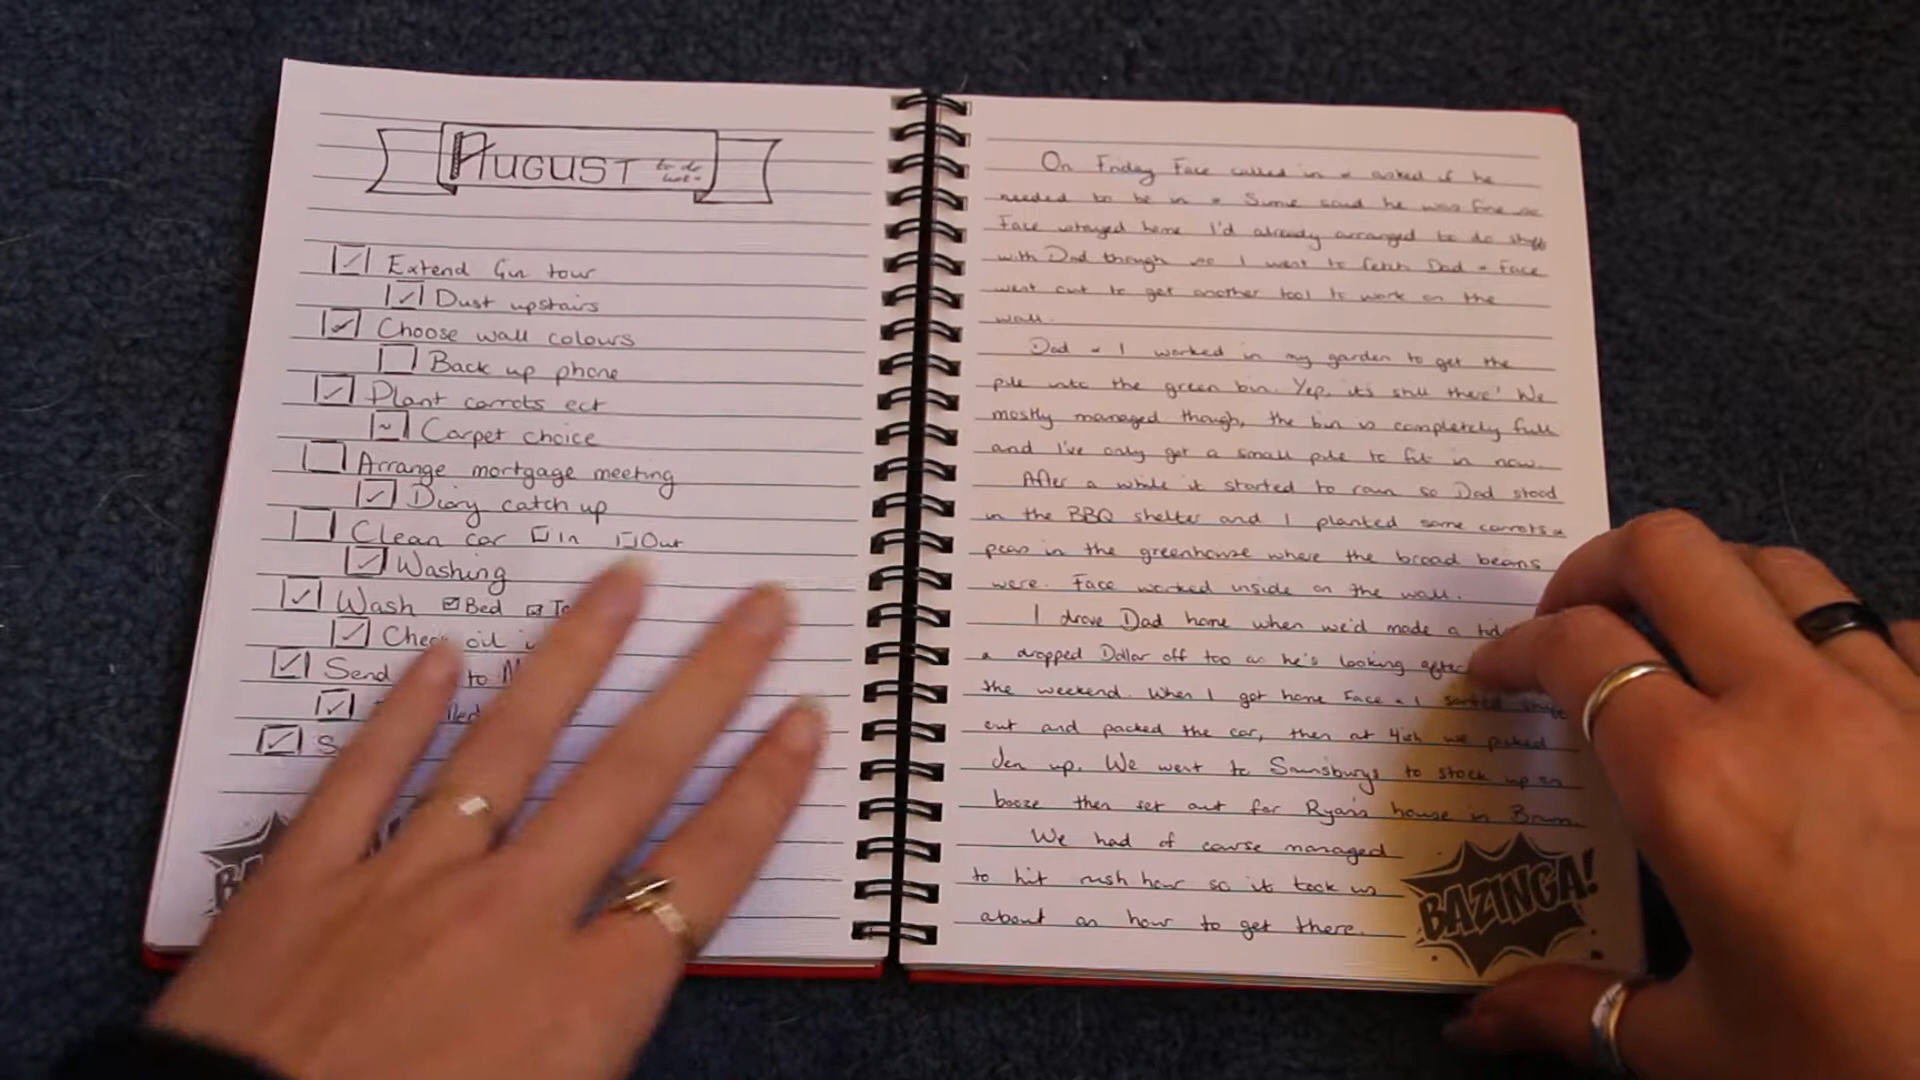 August to do list-
Extend Gin tour
Dust upstairs
Choose wall colours
Back up phone
Plant carrots ect
Carpet choice
Arrange mortgage meeting
Diary catch up
Clean car In Out
Washing
Wash Bed
Check oil
Send to
On Friday Face called in & asked if he
needed to be in & Sime said he was fine so
Face stayed home. I'd already arranged to do stuff
with Dad though so I went to fetch Dad & Face
went out to get another tool to work on the
wall.
Dad & I worked in my garden to get the
pile into the green bin. Yep, it's still there! We
mostly managed though, the bin is completely full
and I've only got a small pile to fit in now.
After a while it started to rain so Dad stood
in the BBQ shelter and I planted some carrots &
peas in the greenhouse where the broad beans
were. Face worked inside on the wall.
I drove Dad home when we'd made a
& dropped Dollar off too as he's looking after
the weekend. When I got home Face & I sorted stuff
out and packed the car, then at 4ish we picked
Jen up. We went to Sainsburys to stock up on
booze then set out for Ryan's house in Brum.
We had of course managed
to hit rush hour so it took us
about an hour to get there.
BAZINGA!